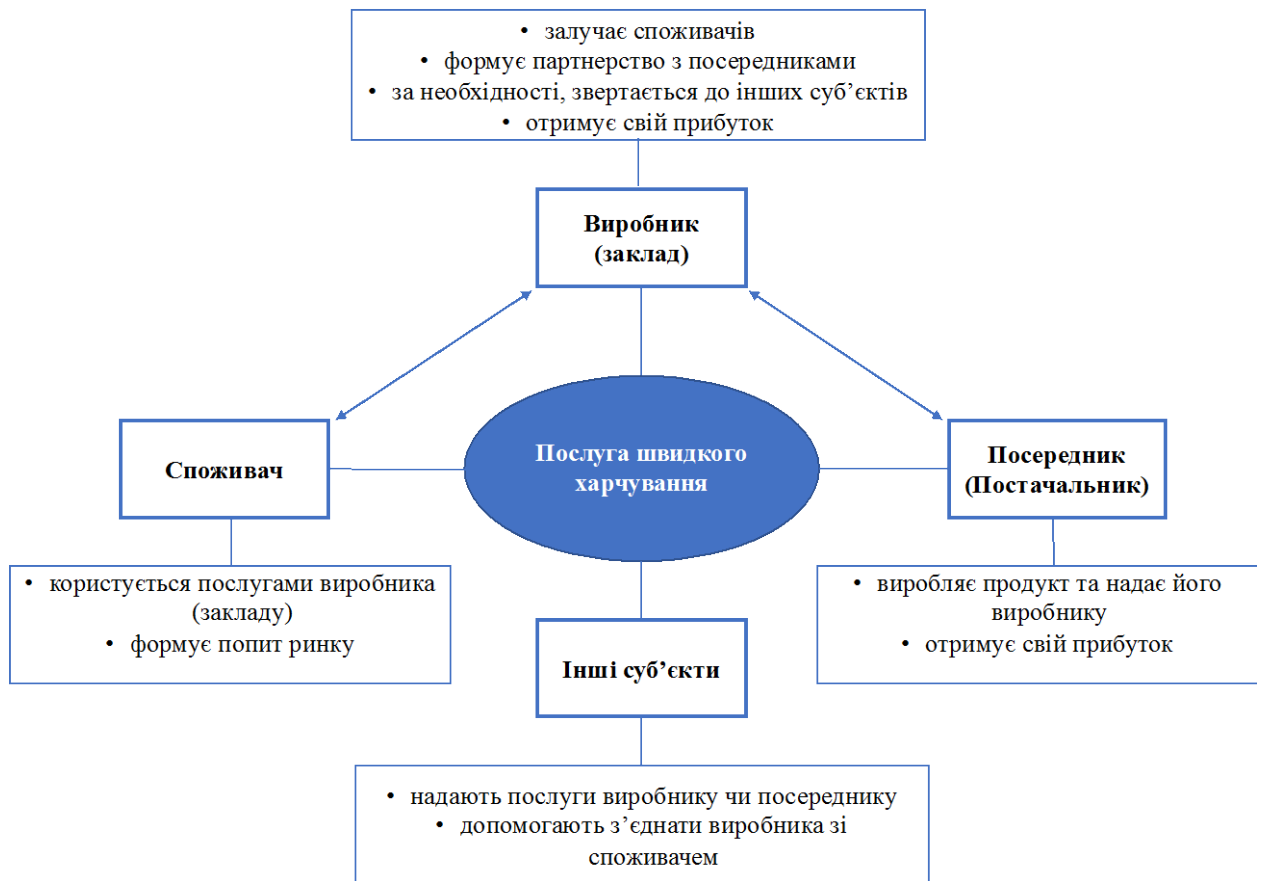 • залучає споживачів
• формує партнерство з посередниками
• за необхідності, звертається до інших суб’єктів
• отримує свій прибуток
Виробник
(заклад)
Споживач
Послуга швидкого
харчування
Посередник
(Постачальник)
• користується послугами виробника
(закладу)
• формує попит ринку
Інші суб’єкти
• виробляє продукт та надає його
виробнику
• отримує свій прибуток
• надають послуги виробнику чи посереднику
• допомогають з’єднати виробника зі
споживачем